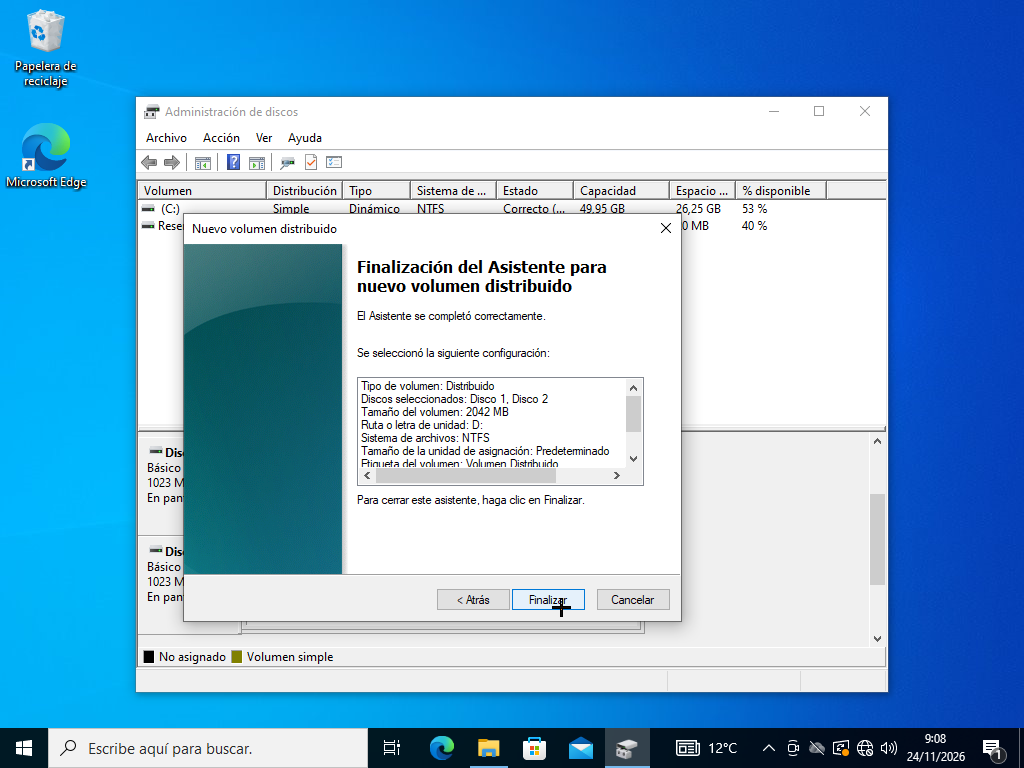 Papelera de
reciclaje
Microsoft Edge
Administración de discos
Archivo Acción Ver Ayuda
Volumen Distribución Tipo Sistema de ... Estado Capacidad Espacio ... % disponible
(C:) Simple Dinámico NTFS Correcto (... 49,95 GB 26,25 GB 53 %
40 %
Nuevo volumen distribuido
Finalización del Asistente para
nuevo volumen distribuido
El Asistente se completó correctamente.
Se seleccionó la siguiente configuración:
Tipo de volumen: Distribuido
Discos seleccionados: Disco 1, Disco 2
Tamaño del volumen: 2042 MB
Ruta o letra de unidad: D:
Sistema de archivos: NTFS
Tamaño de la unidad de asignación: Predeterminado
Etiqueta del volumen: Volumen Distribuido
Para cerrar este asistente, haga clic en Finalizar.
< Atrás Finalizar Cancelar
Básico
1023 M
En pan
Básico
1023 M
En pan
No asignado Volumen simple
Escribe aquí para buscar.
12°C
9:08
24/11/2026
1